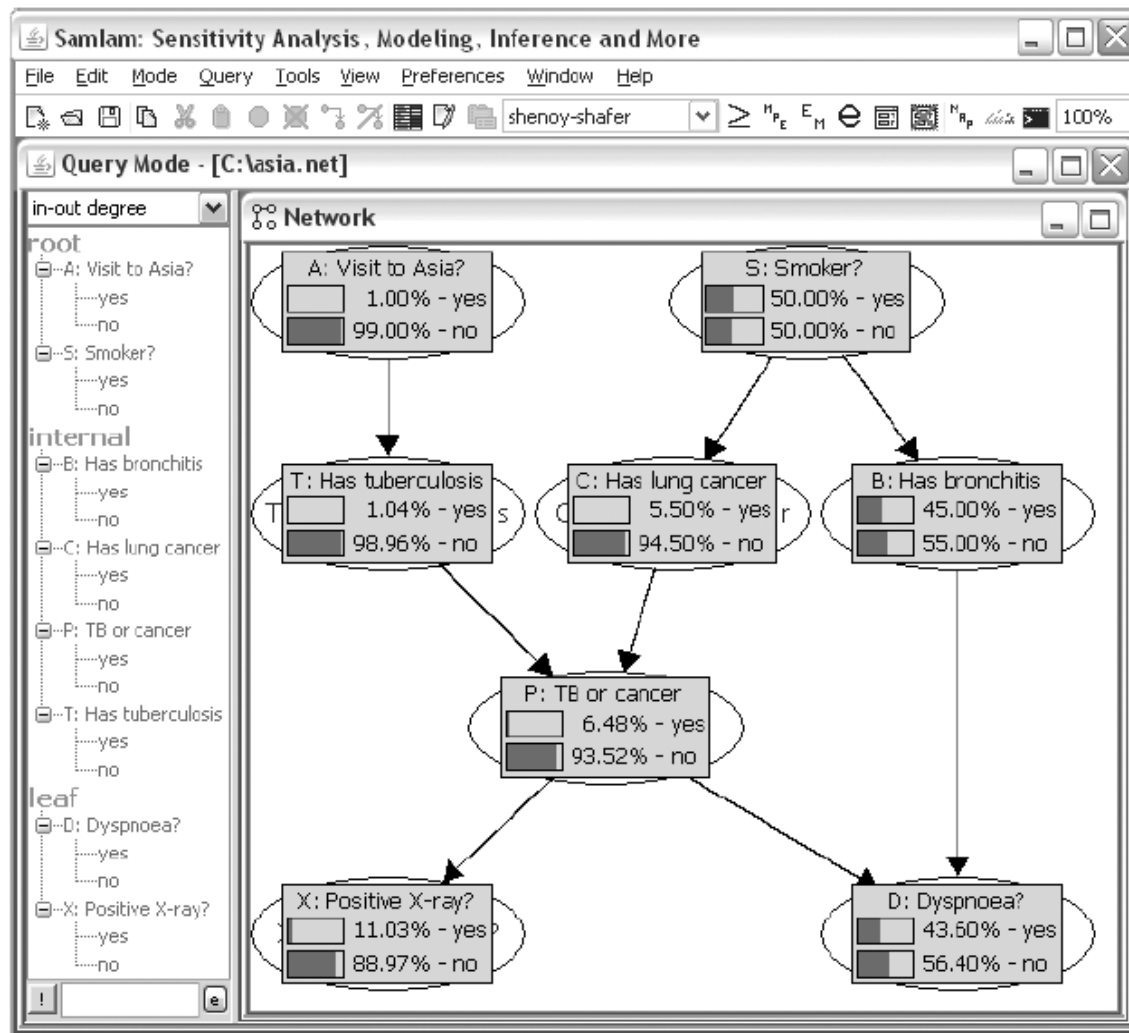 SamIam: Sensitivity Analysis, Modeling, Inference and More
File Edit Mode Query Tools View Preferences Window Help
shenoy-shafer
100%
Query Mode - [C:\asia.net]
in-out degree
root
A: Visit to Asia?
yes
no
S: Smoker?
yes
no
internal
B: Has bronchitis
yes
no
C: Has lung cancer
yes
no
P: TB or cancer
yes
no
T: Has tuberculosis
yes
no
leaf
D: Dyspnoea?
yes
no
X: Positive X-ray?
yes
no
Network
A: Visit to Asia?
1.00% - yes
99.00% - no
S: Smoker?
50.00% - yes
50.00% - no
T: Has tuberculosis
1.04% - yes
98.96% - no
C: Has lung cancer
5.50% - yes
94.50% - no
B: Has bronchitis
45.00% - yes
55.00% - no
P: TB or cancer
6.48% - yes
93.52% - no
X: Positive X-ray?
11.03% - yes
88.97% - no
D: Dyspnoea?
43.60% - yes
56.40% - no